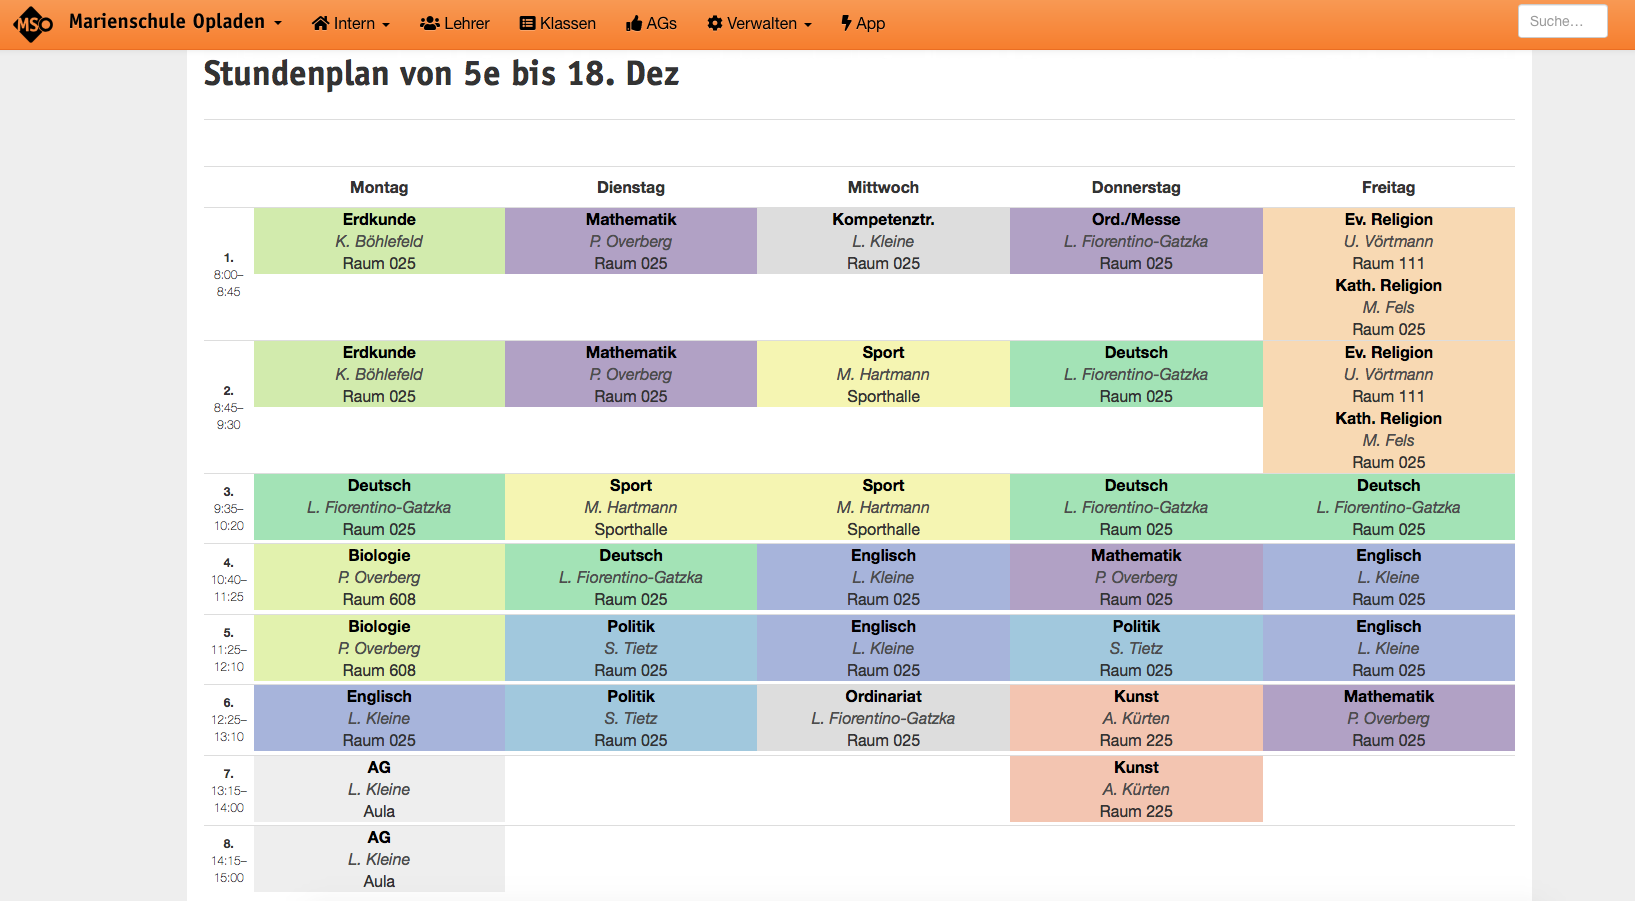 MSO
Marienschule Opladen
Intern
Lehrer
Klassen
AGs
Verwalten
App
Suche...
Stundenplan von 5e bis 18. Dez
Montag
Dienstag
Mittwoch
Donnerstag
Freitag
1.
8:00–
8:45
Erdkunde
K. Böhlefeld
Raum 025
Mathematik
P. Overberg
Raum 025
Kompetenztr.
L. Kleine
Raum 025
Ord./Messe
L. Fiorentino-Gatzka
Raum 025
Ev. Religion
U. Vörtmann
Raum 111
Kath. Religion
M. Fels
Raum 025
2.
8:45–
9:30
Erdkunde
K. Böhlefeld
Raum 025
Mathematik
P. Overberg
Raum 025
Sport
M. Hartmann
Sporthalle
Deutsch
L. Fiorentino-Gatzka
Raum 025
Ev. Religion
U. Vörtmann
Raum 111
Kath. Religion
M. Fels
Raum 025
3.
9:35–
10:20
Deutsch
L. Fiorentino-Gatzka
Raum 025
Sport
M. Hartmann
Sporthalle
Sport
M. Hartmann
Sporthalle
Deutsch
L. Fiorentino-Gatzka
Raum 025
Deutsch
L. Fiorentino-Gatzka
Raum 025
4.
10:40–
11:25
Biologie
P. Overberg
Raum 608
Deutsch
L. Fiorentino-Gatzka
Raum 025
Englisch
L. Kleine
Raum 025
Mathematik
P. Overberg
Raum 025
Englisch
L. Kleine
Raum 025
5.
11:25–
12:10
Biologie
P. Overberg
Raum 608
Politik
S. Tietz
Raum 025
Englisch
L. Kleine
Raum 025
Politik
S. Tietz
Raum 025
Englisch
L. Kleine
Raum 025
6.
12:25–
13:10
Englisch
L. Kleine
Raum 025
Politik
S. Tietz
Raum 025
Ordinariat
L. Fiorentino-Gatzka
Raum 025
Kunst
A. Kürten
Raum 225
Mathematik
P. Overberg
Raum 025
7.
13:15–
14:00
AG
L. Kleine
Aula
Kunst
A. Kürten
Raum 225
8.
14:15–
15:00
AG
L. Kleine
Aula